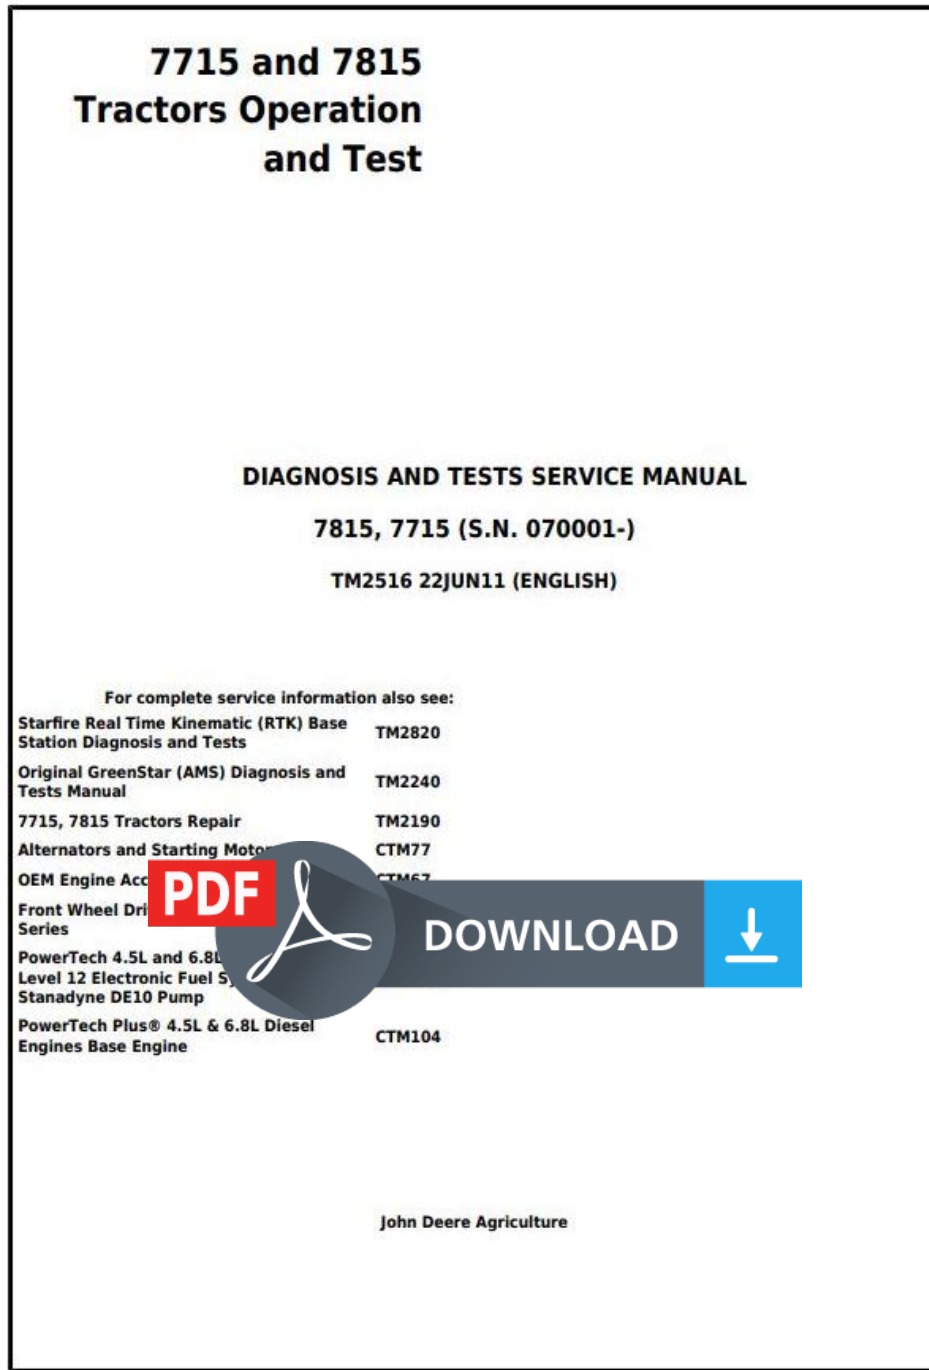 7715 and 7815
Tractors Operation
and Test
DIAGNOSIS AND TESTS SERVICE MANUAL
7815, 7715 (S.N. 070001-)
TM2516 22JUN11 (ENGLISH)
For complete service information also see:
Starfire Real Time Kinematic (RTK) Base
Station Diagnosis and Tests
TM2820
Original GreenStar (AMS) Diagnosis and
Tests Manual
TM2240
7715, 7815 Tractors Repair
TM2190
Alternators and Starting
CTM77
OEM Engine
CTM67
Front Wheel
Series
PowerTech 4.5L and
Level 12 Electronic Fuel
Stanadyne DE10 Pump
PDF
DOWNLOAD
PowerTech Plus® 4.5L & 6.8L Diesel
Engines Base Engine
CTM104
John Deere Agriculture